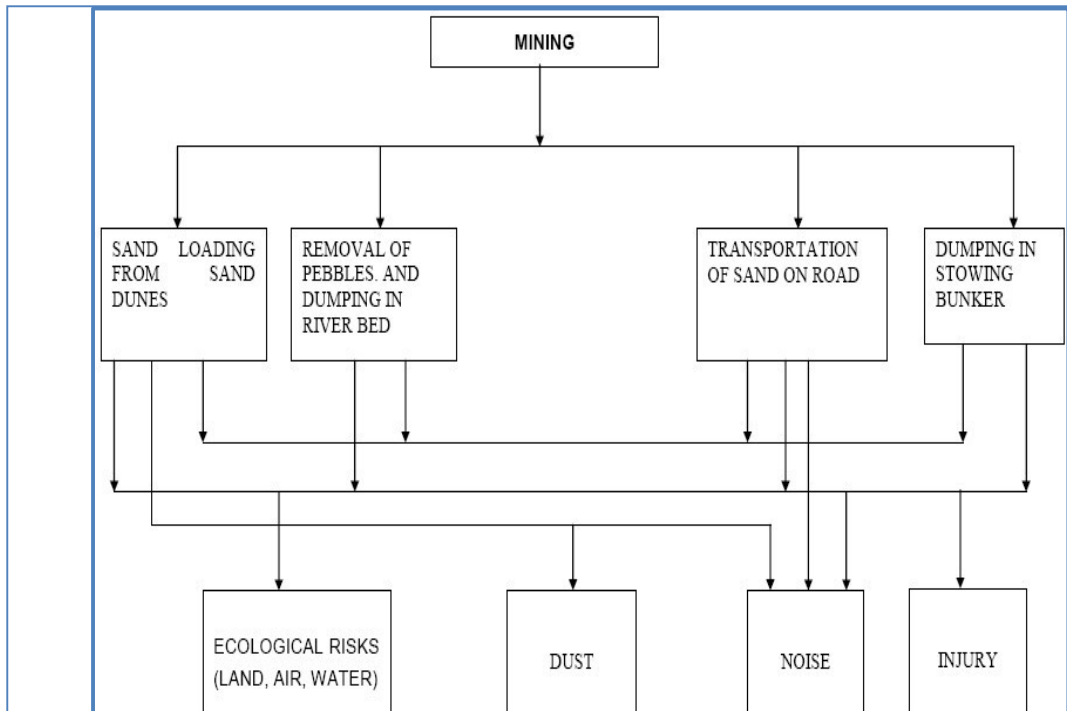 MINING
SAND LOADING
FROM SAND
DUNES
REMOVAL OF
PEBBLES. AND
DUMPING IN
RIVER BED
TRANSPORTATION
OF SAND ON ROAD
DUMPING IN
STOWING
BUNKER
ECOLOGICAL RISKS
(LAND, AIR, WATER)
DUST
NOISE
INJURY